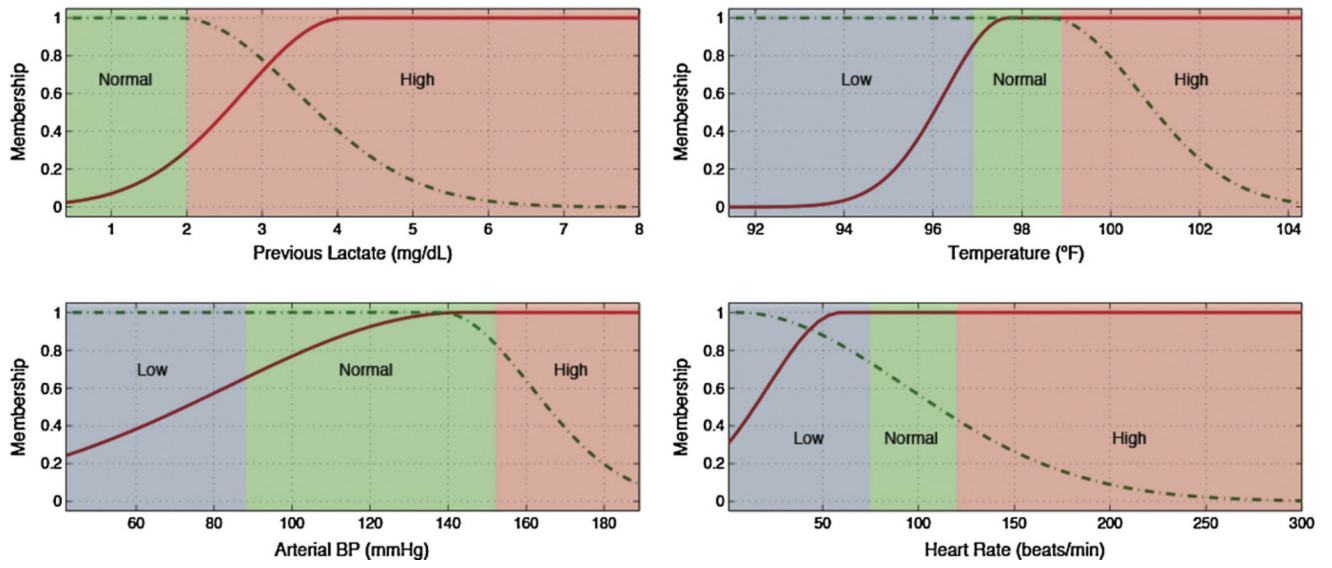 Membership
1
0.8
0.6
0.4
0.2
0
Normal
High
1 2 3 4 5 6 7 8
Previous Lactate (mg/dL)
Membership
1
0.8
0.6
0.4
0.2
0
Low
Normal
High
92 94 96 98 100 102 104
Temperature (°F)
Membership
1
0.8
0.6
0.4
0.2
0
Low
Normal
High
60 80 100 120 140 160 180
Arterial BP (mmHg)
Membership
1
0.8
0.6
0.4
0.2
0
Low
Normal
High
50 100 150 200 250 300
Heart Rate (beats/min)